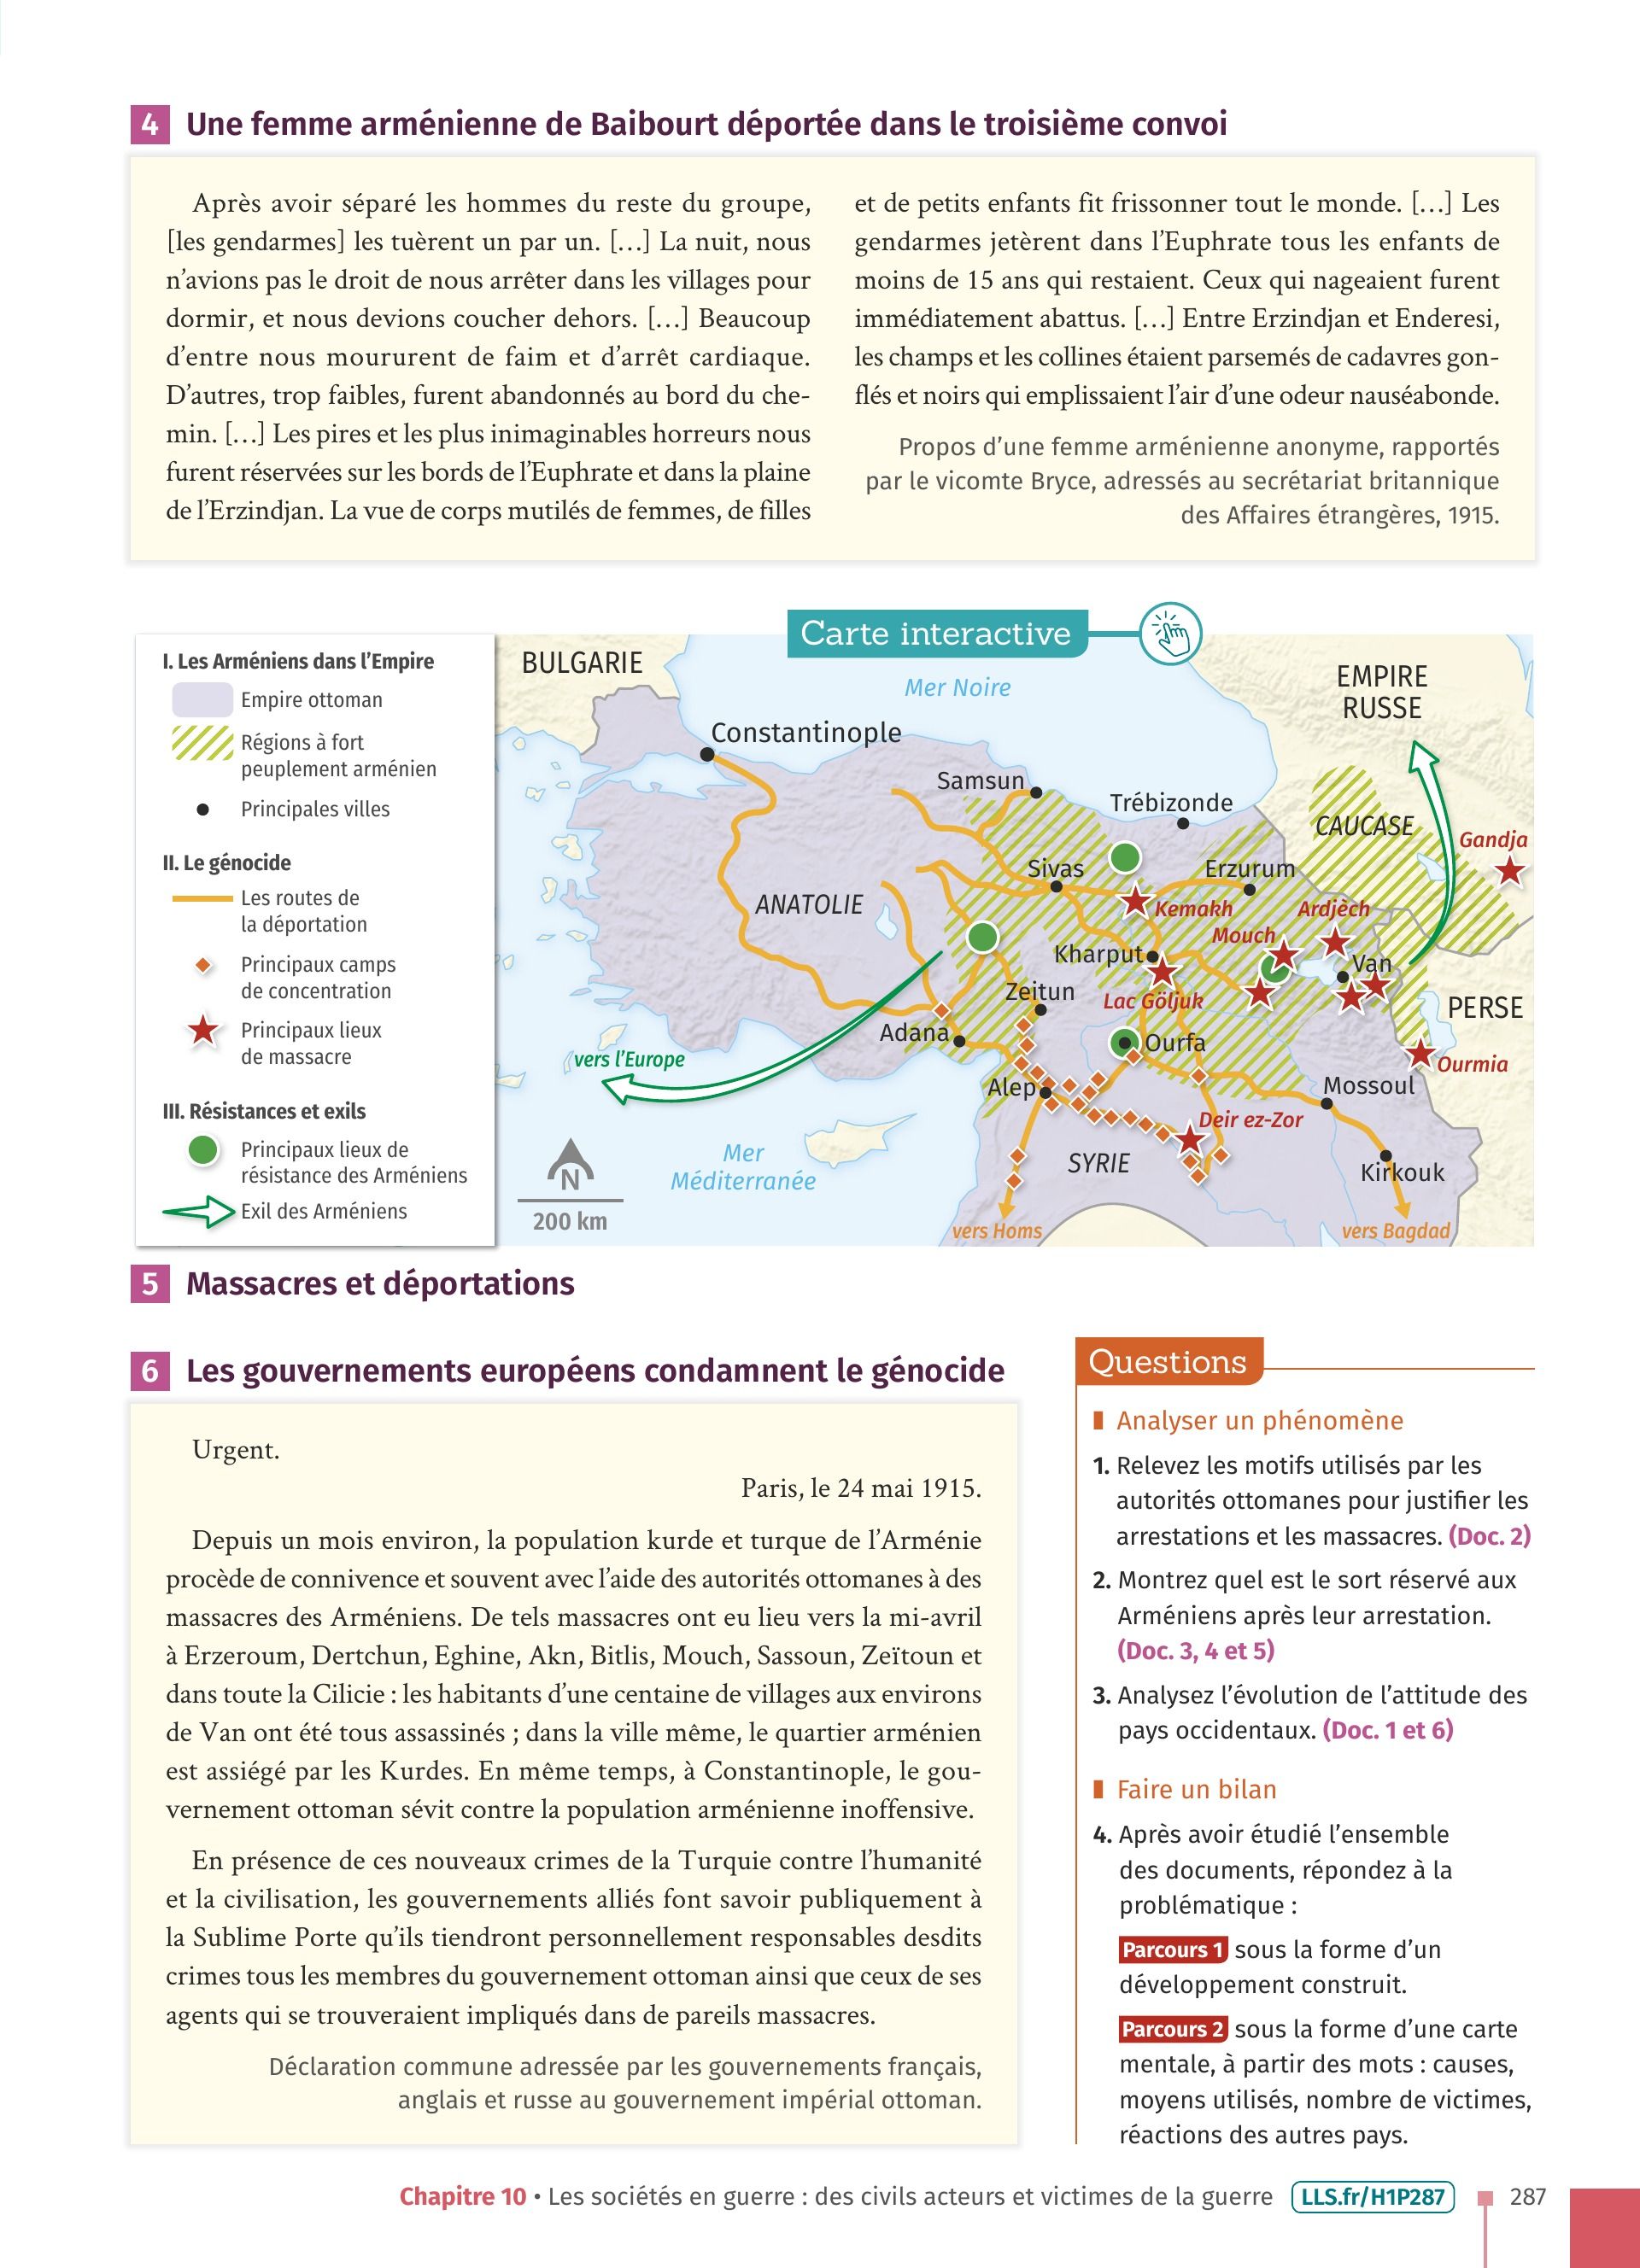 4 Une femme arménienne de Baibourt déportée dans le troisième convoi
Après avoir séparé les hommes du reste du groupe,
[les gendarmes] les tuèrent un par un. […] La nuit, nous
n’avions pas le droit de nous arrêter dans les villages pour
dormir, et nous devions coucher dehors. […] Beaucoup
d’entre nous moururent de faim et d’arrêt cardiaque.
D’autres, trop faibles, furent abandonnés au bord du che-
min. […] Les pires et les plus inimaginables horreurs nous
furent réservées sur les bords de l’Euphrate et dans la plaine
de l’Erzindjan. La vue de corps mutilés de femmes, de filles
et de petits enfants fit frissonner tout le monde. […] Les
gendarmes jetèrent dans l’Euphrate tous les enfants de
moins de 15 ans qui restaient. Ceux qui nageaient furent
immédiatement abattus. […] Entre Erzindjan et Enderesi,
les champs et les collines étaient parsemés de cadavres gon-
flés et noirs qui emplissaient l’air d’une odeur nauséabonde.
Propos d’une femme arménienne anonyme, rapportés
par le vicomte Bryce, adressés au secrétariat britannique
des Affaires étrangères, 1915.
Carte interactive
I. Les Arméniens dans l’Empire
Empire ottoman
Régions à fort
peuplement arménien
Principales villes
II. Le génocide
Les routes de
la déportation
Principaux camps
de concentration
Principaux lieux
de massacre
III. Résistances et exils
Principaux lieux de
résistance des Arméniens
Exil des Arméniens
BULGARIE
Mer Noire
EMPIRE
RUSSE
Constantinople
Samsun
Trébizonde
CAUCASE
Gandja
Sivas
Erzurum
ANATOLIE
Kemakh
Ardjèch
Mouch
Kharput
Van
Zeitun
Lac Göljuk
PERSE
Adana
Ourfa
vers l’Europe
Ourmia
Alep
Mossoul
Deir ez-Zor
Mer
Méditerranée
SYRIE
Kirkouk
N
200 km
vers Homs
vers Bagdad
5 Massacres et déportations
6 Les gouvernements européens condamnent le génocide
Urgent.
Paris, le 24 mai 1915.
Depuis un mois environ, la population kurde et turque de l’Arménie
procède de connivence et souvent avec l’aide des autorités ottomanes à des
massacres des Arméniens. De tels massacres ont eu lieu vers la mi-avril
à Erzeroum, Dertchun, Eghine, Akn, Bitlis, Mouch, Sassoun, Zeïtoun et
dans toute la Cilicie : les habitants d’une centaine de villages aux environs
de Van ont été tous assassinés ; dans la ville même, le quartier arménien
est assiégé par les Kurdes. En même temps, à Constantinople, le gou-
vernement ottoman sévit contre la population arménienne inoffensive.
En présence de ces nouveaux crimes de la Turquie contre l’humanité
et la civilisation, les gouvernements alliés font savoir publiquement à
la Sublime Porte qu’ils tiendront personnellement responsables desdits
crimes tous les membres du gouvernement ottoman ainsi que ceux de ses
agents qui se trouveraient impliqués dans de pareils massacres.
Déclaration commune adressée par les gouvernements français,
anglais et russe au gouvernement impérial ottoman.
Questions
Analyser un phénomène
1. Relevez les motifs utilisés par les
autorités ottomanes pour justifier les
arrestations et les massacres. (Doc. 2)
2. Montrez quel est le sort réservé aux
Arméniens après leur arrestation.
(Doc. 3, 4 et 5)
3. Analysez l’évolution de l’attitude des
pays occidentaux. (Doc. 1 et 6)
Faire un bilan
4. Après avoir étudié l’ensemble
des documents, répondez à la
problématique :
Parcours 1 sous la forme d’un
développement construit.
Parcours 2 sous la forme d’une carte
mentale, à partir des mots : causes,
moyens utilisés, nombre de victimes,
réactions des autres pays.
Chapitre 10 • Les sociétés en guerre : des civils acteurs et victimes de la guerre LLS.fr/H1P287 287